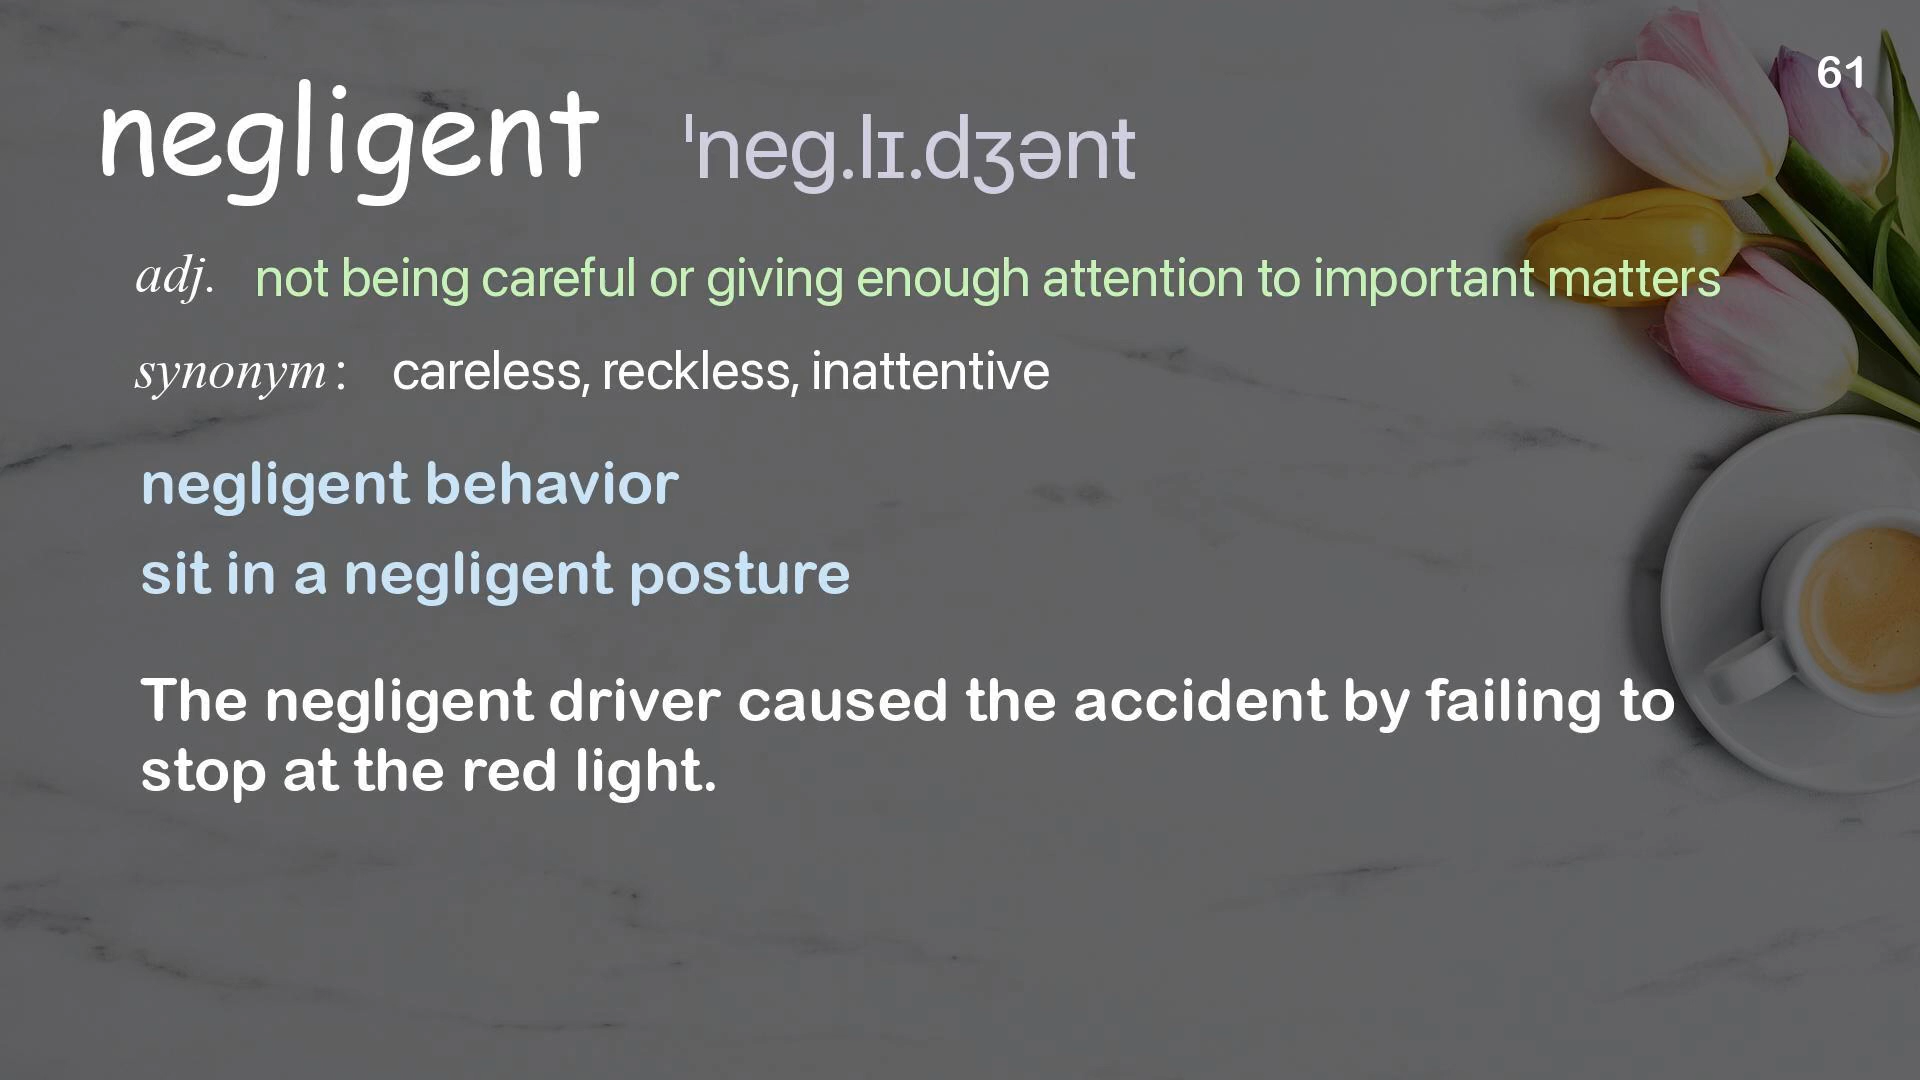 61
negligent ˈneg.lɪ.dʒənt
adj. not being careful or giving enough attention to important matters
synonym: careless, reckless, inattentive
negligent behavior
sit in a negligent posture
The negligent driver caused the accident by failing to
stop at the red light.